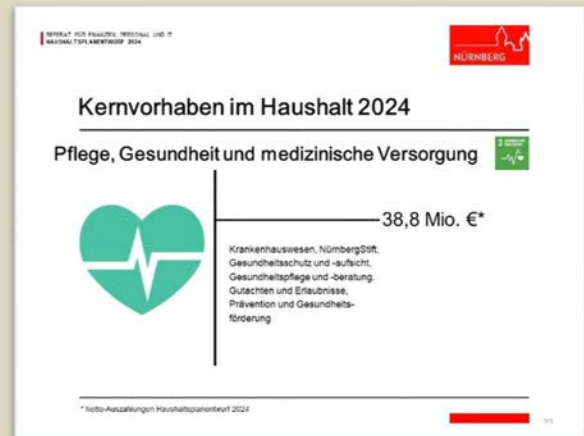 REFERAT FÜR FINANZEN, PERSONAL UND IT
HAUSHALTSPLANENTWURF 2024
NÜRNBERG
Kernvorhaben im Haushalt 2024
Pflege, Gesundheit und medizinische Versorgung
3
38,8 Mio. €*
Krankenhauswesen, NürnbergStift,
Gesundheitsschutz und -aufsicht,
Gesundheitspflege und -beratung,
Gutachten und Erlaubnisse,
Prävention und Gesundheits-
förderung
* Netto-Auszahlungen Haushaltsplanentwurf 2024